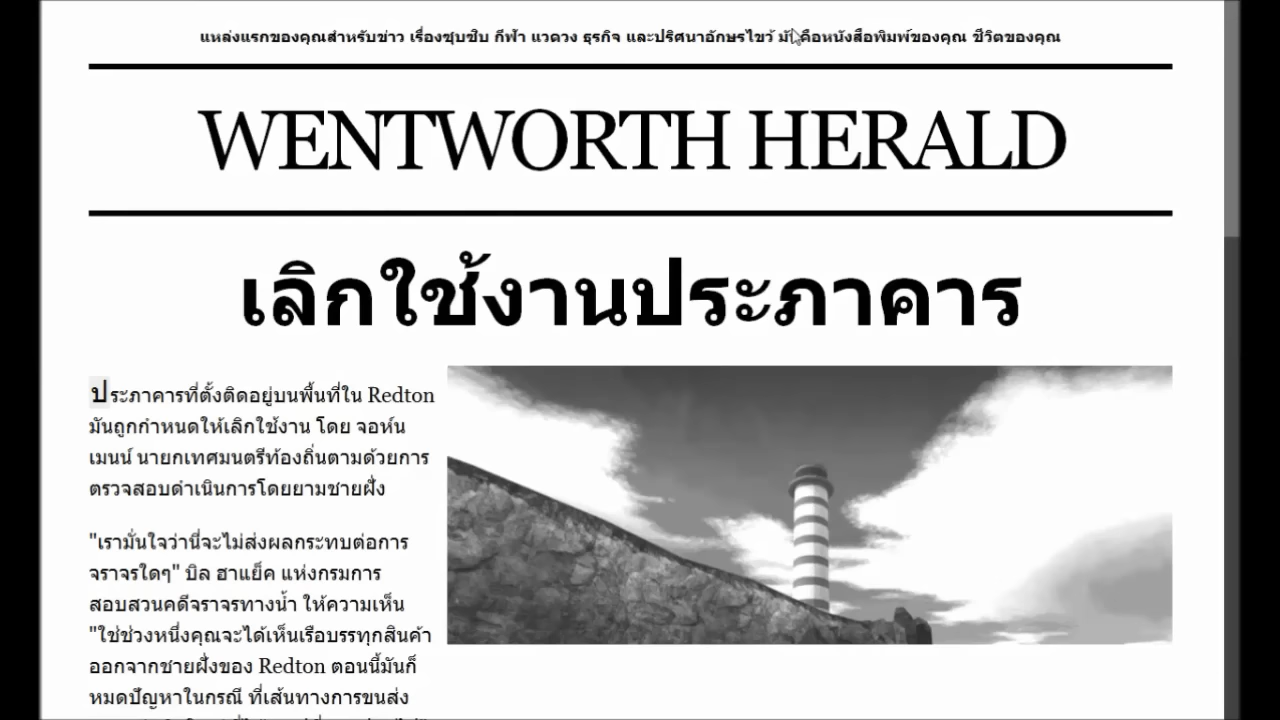 แหล่งแรกของคุณสำหรับข่าว เรื่องซุบซิบ กีฬา แวดวง ธุรกิจ และปริศนาอักษรไขว้ มันคือหนังสือพิมพ์ของคุณ ชีวิตของคุณ
WENTWORTH HERALD
เลิกใช้งานประภาคาร
ประภาคารที่ตั้งติดอยู่บนพื้นที่ใน Redton
มันถูกกำหนดให้เลิกใช้งาน โดย จอห์น
เมนน์ นายกเทศมนตรีท้องถิ่นตามด้วยการ
ตรวจสอบดำเนินการโดยยามชายฝั่ง
"เรามั่นใจว่านี่จะไม่ส่งผลกระทบต่อการ
จราจรใดๆ" บิล ฮาแย็ค แห่งกรมการ
สอบสวนคดีจราจรทางน้ำ ให้ความเห็น
"ใช่ช่วงหนึ่งคุณจะได้เห็นเรือบรรทุกสินค้า
ออกจากชายฝั่งของ Redton ตอนนี้มันก็
หมดปัญหาในกรณี ที่เส้นทางการขนส่ง